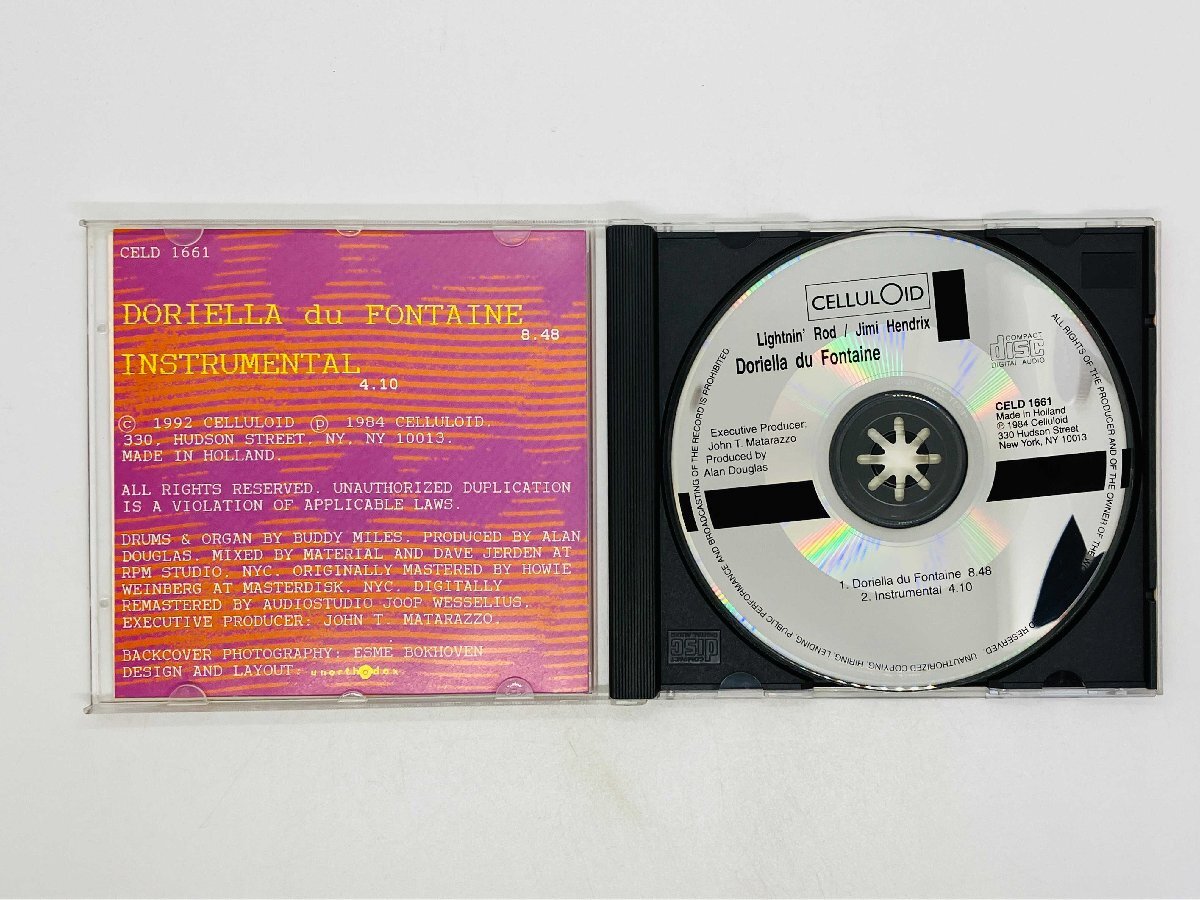 CELD 1661
DORIELLA du FONTAINE
8.48
INSTRUMENTAL
4.10
© 1992 CELLULOID ℗ 1984 CELLULOID.
330, HUDSON STREET, NY, NY 10013.
MADE IN HOLLAND.
ALL RIGHTS RESERVED. UNAUTHORIZED DUPLICATION
IS A VIOLATION OF APPLICABLE LAWS.
DRUMS & ORGAN BY BUDDY MILES. PRODUCED BY ALAN
DOUGLAS. MIXED BY MATERIAL AND DAVE JERDEN AT
RPM STUDIO, NYC. ORIGINALLY MASTERED BY HOWIE
WEINBERG AT MASTERDISK, NYC. DIGITALLY
REMASTERED BY AUDIOSTUDIO JOOP WESSELIUS.
EXECUTIVE PRODUCER: JOHN T. MATARAZZO.
BACKCOVER PHOTOGRAPHY: ESME BOKHOVEN
DESIGN AND LAYOUT: unorthodox.
CELLULOID
Lightnin' Rod / Jimi Hendrix
Doriella du Fontaine
COMPACT
disc
DIGITAL AUDIO
Executive Producer:
John T. Matarazzo
Produced by
Alan Douglas
CELD 1661
Made in Holland
℗ 1984 Celluloid
330 Hudson Street
New York, NY 10013
1. Doriella du Fontaine 8.48
2. Instrumental 4.10
ALL RIGHTS OF THE PRODUCER AND OF THE OWNER OF THE
RESERVED. UNAUTHORIZED COPYING, HIRING, LENDING, PUBLIC PERFORMANCE AND BROADCASTING OF THE RECORD IS PROHIBITED
disc